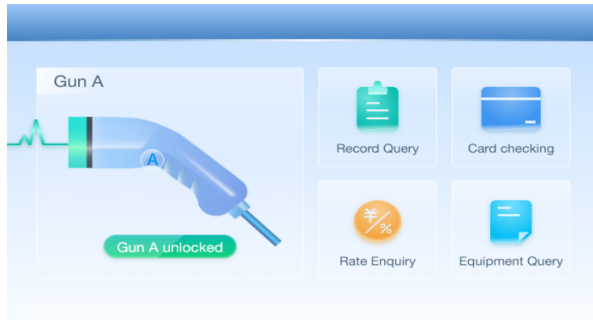 Gun A
A
Gun A unlocked
Record Query
Card checking
¥/%
Rate Enquiry
Equipment Query